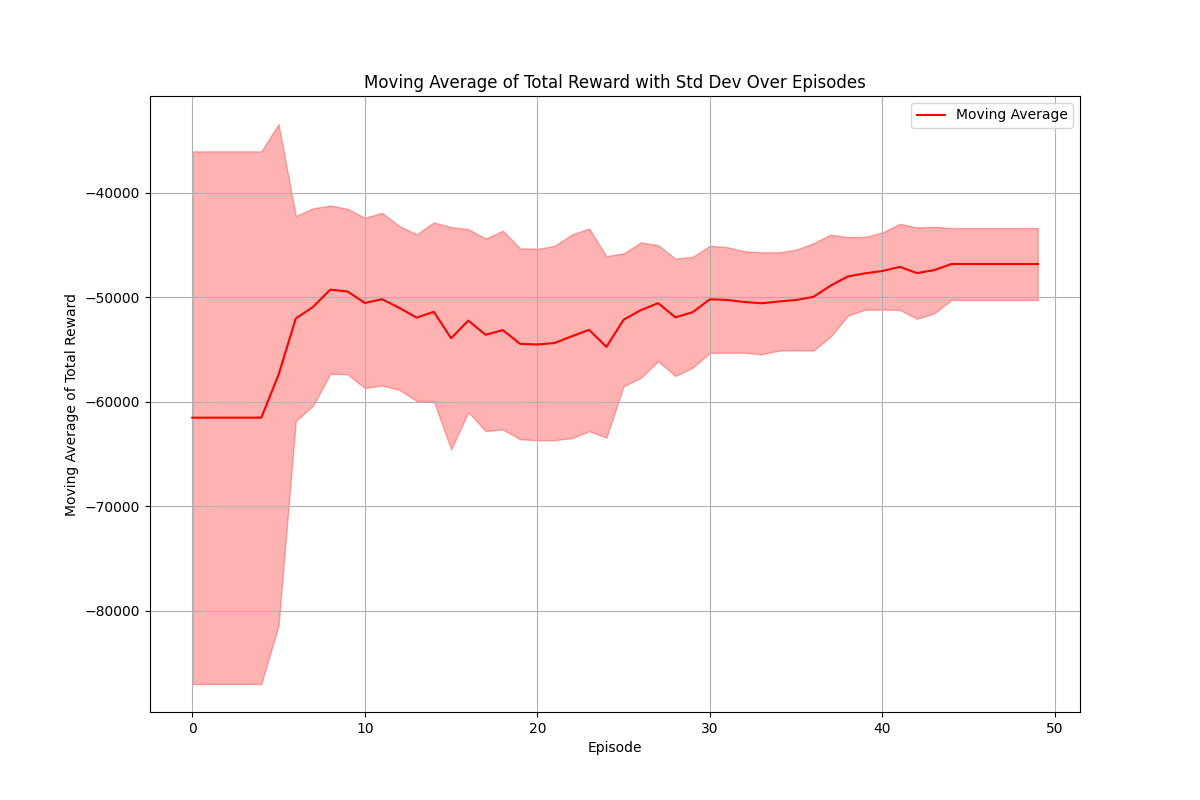 Moving Average of Total Reward with Std Dev Over Episodes
Moving Average
−40000
−50000
−60000
−70000
−80000
Moving Average of Total Reward
0
10
20
30
40
50
Episode